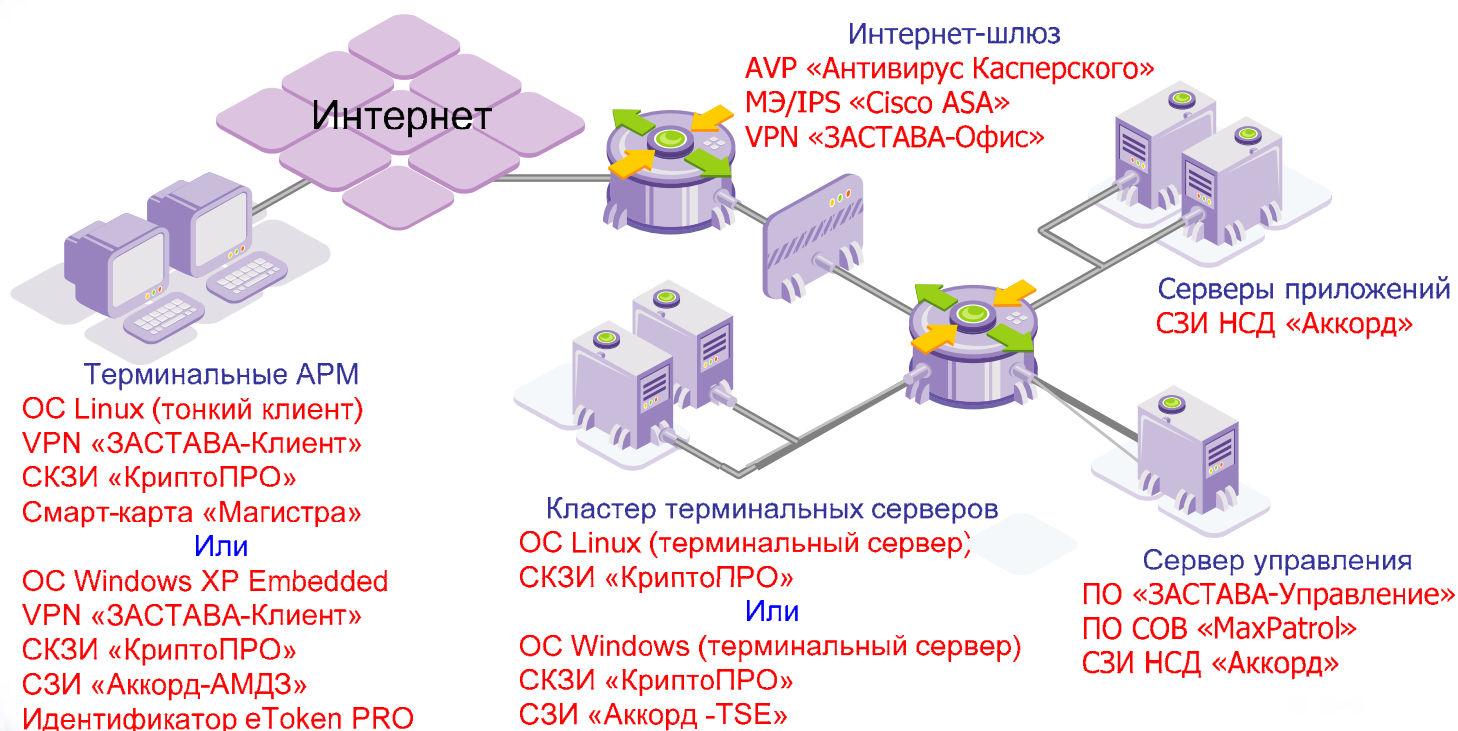 Интернет
Интернет-шлюз
AVP «Антивирус Касперского»
МЭ/IPS «Cisco ASA»
VPN «ЗАСТАВА-Офис»
Серверы приложений
СЗИ НСД «Аккорд»
Терминальные АРМ
ОС Linux (тонкий клиент)
VPN «ЗАСТАВА-Клиент»
СКЗИ «КриптоПРО»
Смарт-карта «Магистра»
Или
ОС Windows XP Embedded
VPN «ЗАСТАВА-Клиент»
СКЗИ «КриптоПРО»
СЗИ «Аккорд-АМДЗ»
Идентификатор eToken PRO
Кластер терминальных серверов
ОС Linux (терминальный сервер)
СКЗИ «КриптоПРО»
Или
ОС Windows (терминальный сервер)
СКЗИ «КриптоПРО»
СЗИ «Аккорд -TSE»
Сервер управления
ПО «ЗАСТАВА-Управление»
ПО СОВ «MaxPatrol»
СЗИ НСД «Аккорд»